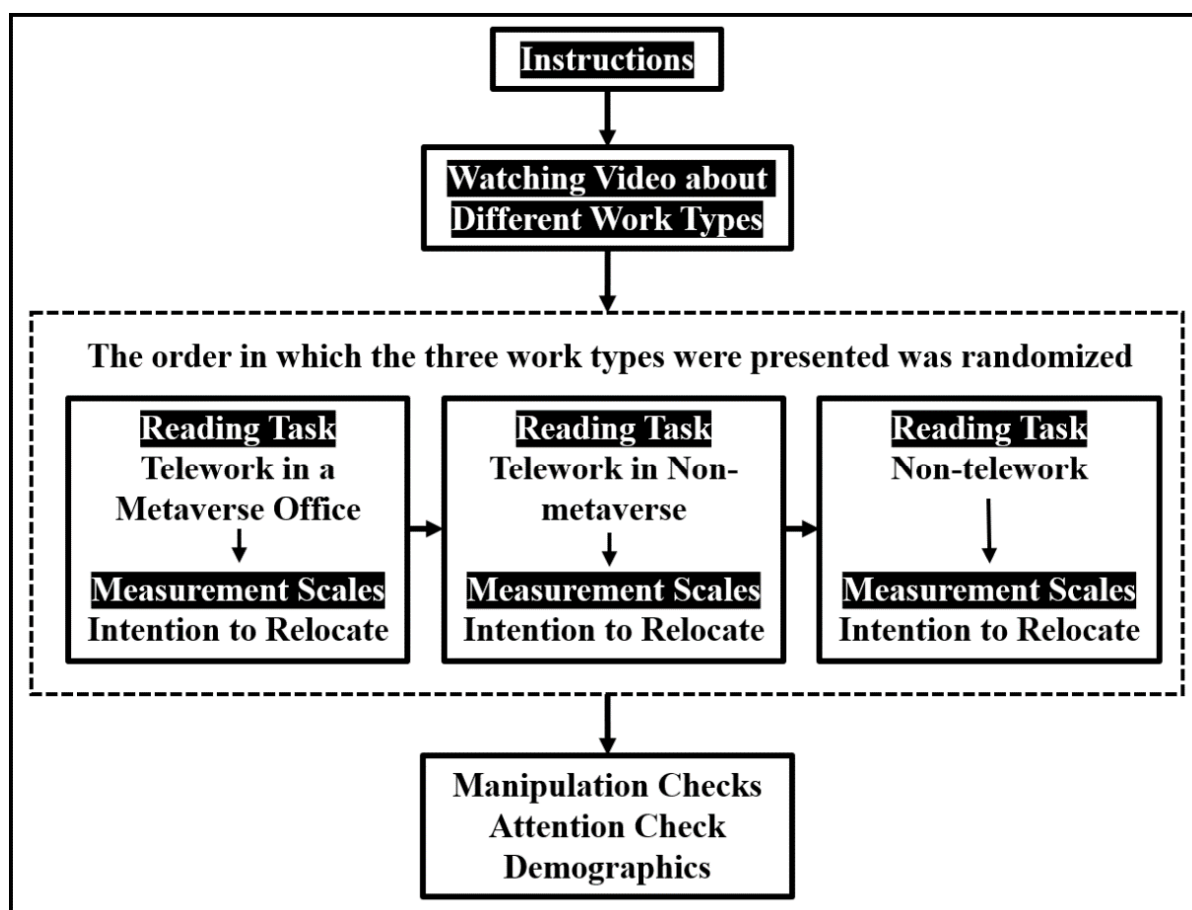 Instructions
Watching Video about
Different Work Types
The order in which the three work types were presented was randomized
Reading Task
Telework in a
Metaverse Office
Measurement Scales
Intention to Relocate
Reading Task
Telework in Non-
metaverse
Measurement Scales
Intention to Relocate
Reading Task
Non-telework
Measurement Scales
Intention to Relocate
Manipulation Checks
Attention Check
Demographics